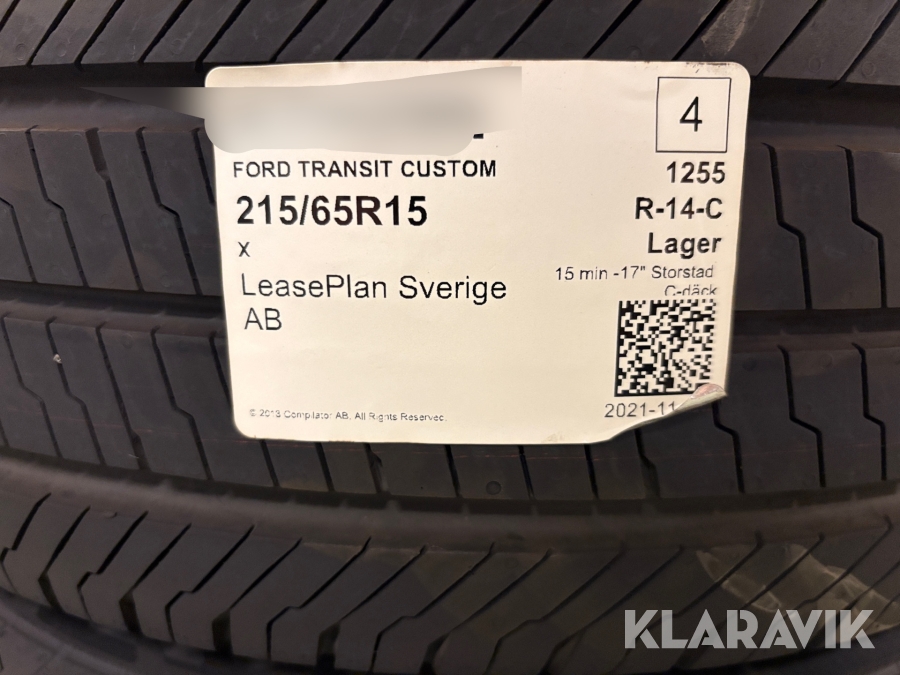 4
FORD TRANSIT CUSTOM
1255
215/65R15
R-14-C
x
Lager
15 min -17" Storstad
C-däck
LeasePlan Sverige
AB
© 2013 Compilator AB. All Rights Reserved.
2021-11
KLARAVIK